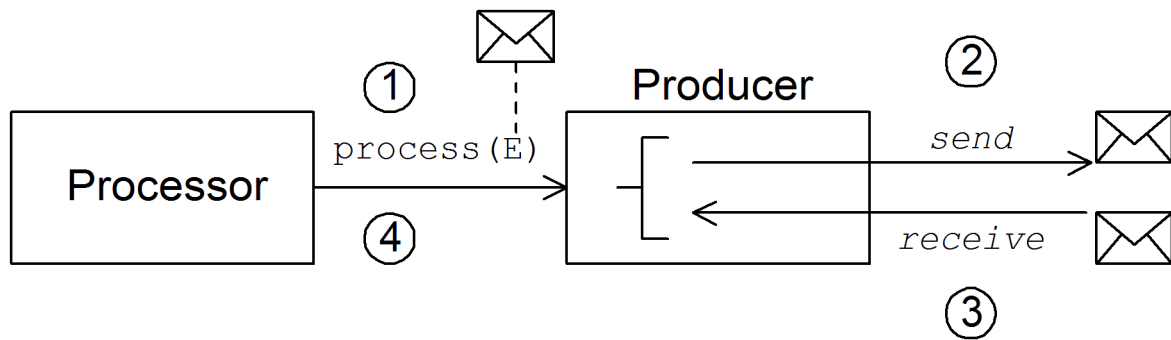 1
2
Producer
process(E)
send
Processor
4
receive
3